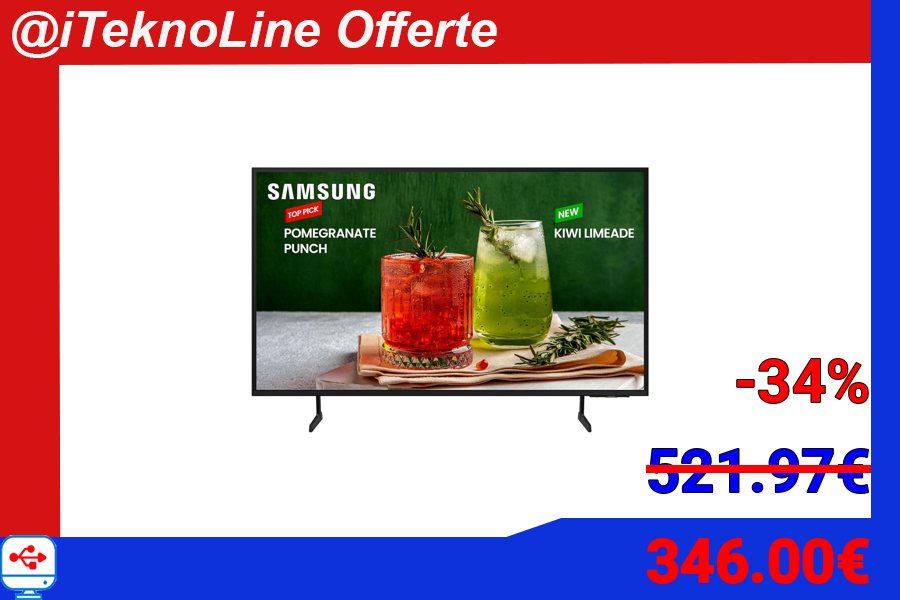 @iTeknoLine Offerte
SAMSUNG
TOP PICK
POMEGRANATE
PUNCH
NEW
KIWI LIMEADE
-34%
521.97€
346.00€